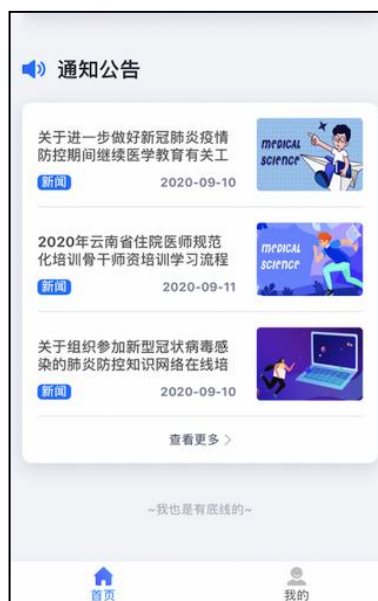 通知公告
关于进一步做好新冠肺炎疫情
防控期间继续医学教育有关工
新闻
2020-09-10
MEDICAL
SCIENCE
2020年云南省住院医师规范
化培训骨干师资培训学习流程
新闻
2020-09-11
MEDICAL
SCIENCE
关于组织参加新型冠状病毒感
染的肺炎防控知识网络在线培
新闻
2020-09-10
查看更多 >
~我也是有底线的~
首页
我的